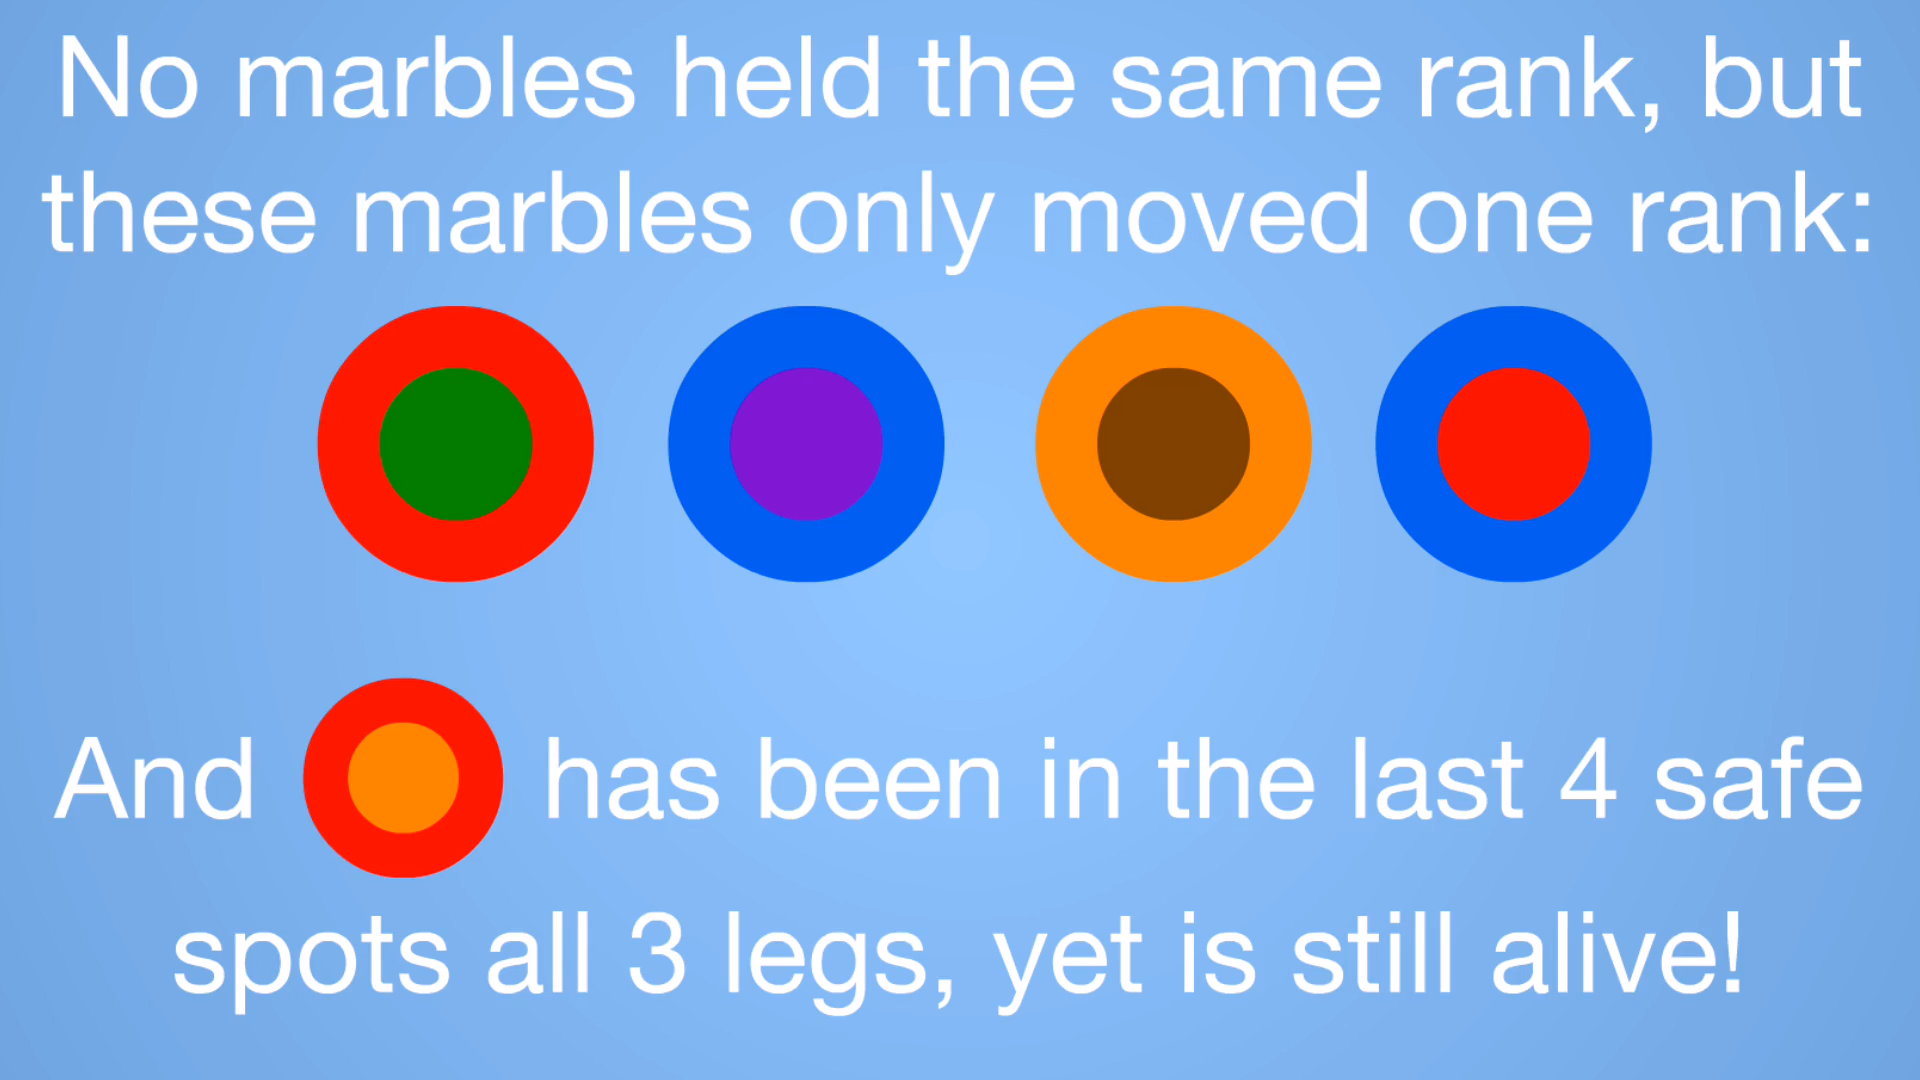 No marbles held the same rank, but
these marbles only moved one rank:
And has been in the last 4 safe
spots all 3 legs, yet is still alive!